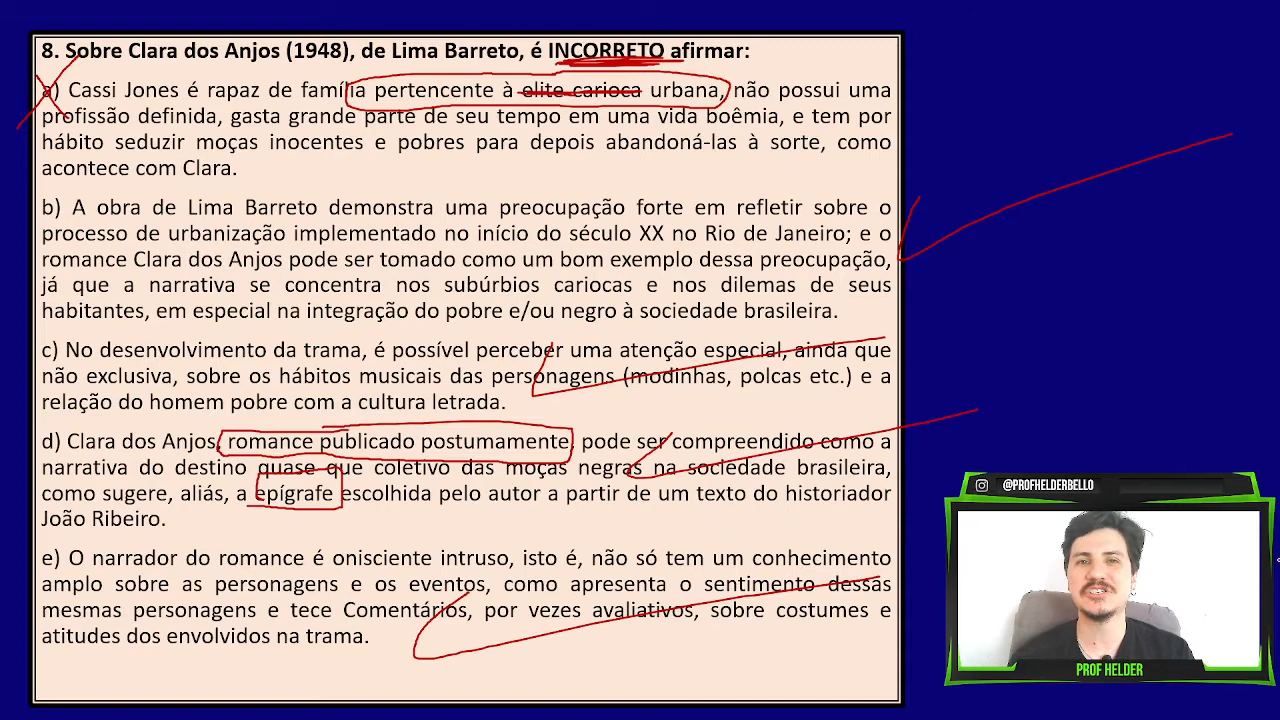 8. Sobre Clara dos Anjos (1948), de Lima Barreto, é INCORRETO afirmar:
a) Cassi Jones é rapaz de família pertencente à elite carioca urbana, não possui uma
profissão definida, gasta grande parte de seu tempo em uma vida boêmia, e tem por
hábito seduzir moças inocentes e pobres para depois abandoná-las à sorte, como
acontece com Clara.
b) A obra de Lima Barreto demonstra uma preocupação forte em refletir sobre o
processo de urbanização implementado no início do século XX no Rio de Janeiro; e o
romance Clara dos Anjos pode ser tomado como um bom exemplo dessa preocupação,
já que a narrativa se concentra nos subúrbios cariocas e nos dilemas de seus
habitantes, em especial na integração do pobre e/ou negro à sociedade brasileira.
c) No desenvolvimento da trama, é possível perceber uma atenção especial, ainda que
não exclusiva, sobre os hábitos musicais das personagens (modinhas, polcas etc.) e a
relação do homem pobre com a cultura letrada.
d) Clara dos Anjos, romance publicado postumamente, pode ser compreendido como a
narrativa do destino quase que coletivo das moças negras na sociedade brasileira,
como sugere, aliás, a epígrafe escolhida pelo autor a partir de um texto do historiador
João Ribeiro.
e) O narrador do romance é onisciente intruso, isto é, não só tem um conhecimento
amplo sobre as personagens e os eventos, como apresenta o sentimento dessas
mesmas personagens e tece Comentários, por vezes avaliativos, sobre costumes e
atitudes dos envolvidos na trama.
@PROFHELDERBELLO
PROF HELDER